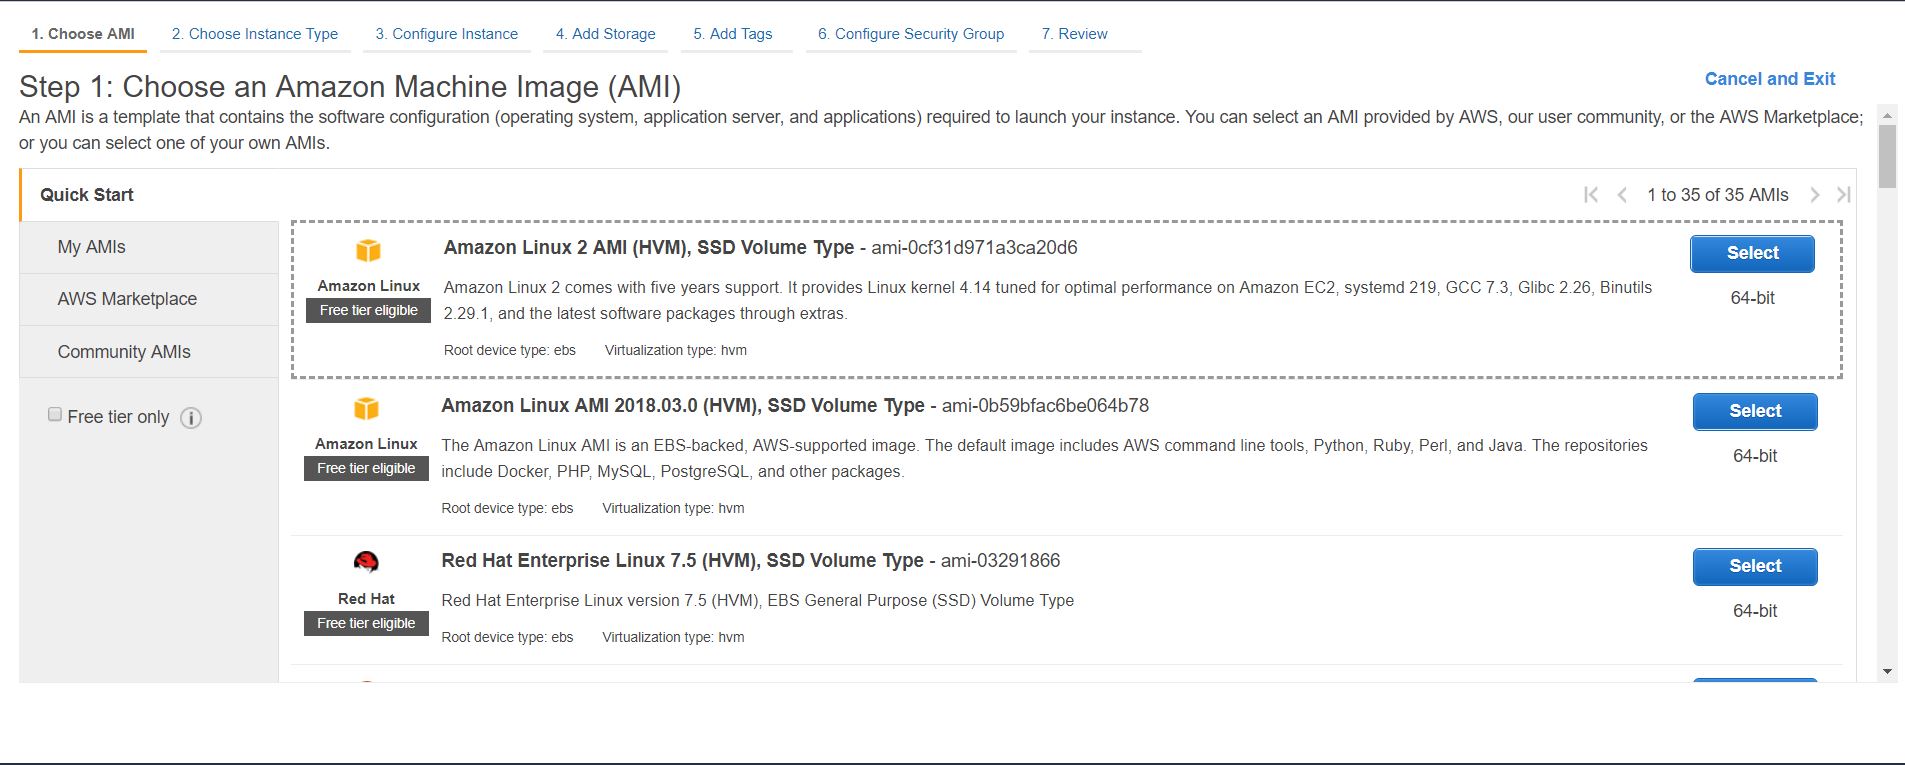 1. Choose AMI 2. Choose Instance Type 3. Configure Instance 4. Add Storage 5. Add Tags 6. Configure Security Group 7. Review
Step 1: Choose an Amazon Machine Image (AMI)
Cancel and Exit
An AMI is a template that contains the software configuration (operating system, application server, and applications) required to launch your instance. You can select an AMI provided by AWS, our user community, or the AWS Marketplace;
or you can select one of your own AMIs.
Quick Start
1 to 35 of 35 AMIs
My AMIs
AWS Marketplace
Community AMIs
Free tier only
Amazon Linux
Free tier eligible
Amazon Linux 2 AMI (HVM), SSD Volume Type - ami-0cf31d971a3ca20d6
Amazon Linux 2 comes with five years support. It provides Linux kernel 4.14 tuned for optimal performance on Amazon EC2, systemd 219, GCC 7.3, Glibc 2.26, Binutils
2.29.1, and the latest software packages through extras.
Root device type: ebs Virtualization type: hvm
Select
64-bit
Amazon Linux
Free tier eligible
Amazon Linux AMI 2018.03.0 (HVM), SSD Volume Type - ami-0b59bfac6be064b78
The Amazon Linux AMI is an EBS-backed, AWS-supported image. The default image includes AWS command line tools, Python, Ruby, Perl, and Java. The repositories
include Docker, PHP, MySQL, PostgreSQL, and other packages.
Root device type: ebs Virtualization type: hvm
Select
64-bit
Red Hat
Free tier eligible
Red Hat Enterprise Linux 7.5 (HVM), SSD Volume Type - ami-03291866
Red Hat Enterprise Linux version 7.5 (HVM), EBS General Purpose (SSD) Volume Type
Root device type: ebs Virtualization type: hvm
Select
64-bit